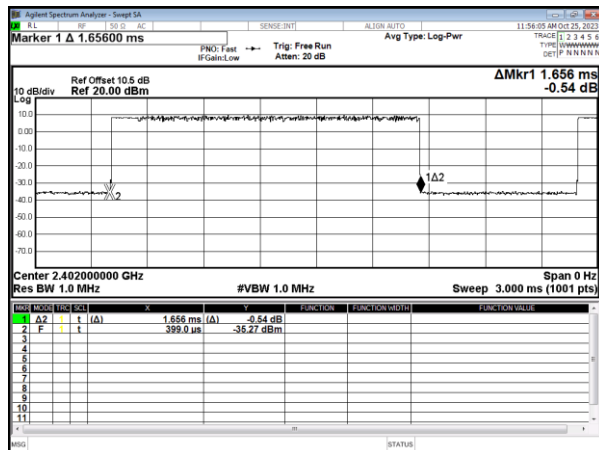 Agilent Spectrum Analyzer - Swept SA
RL RF 50 Ω AC SENSE:INT ALIGN AUTO 11:56:05 AM Oct 25, 2023
Marker 1 Δ 1.65600 ms
PNO: Fast
IFGain:Low
Trig: Free Run
Atten: 20 dB
Avg Type: Log-Pwr
TRACE 1 2 3 4 5 6
TYPE WWWWWW
DET P N N N N N
10 dB/div
Log
Ref Offset 10.5 dB
Ref 20.00 dBm
ΔMkr1 1.656 ms
-0.54 dB
10.0
0.00
-10.0
-20.0
-30.0
-40.0
-50.0
-60.0
-70.0
2
1Δ2
Center 2.402000000 GHz Span 0 Hz
Res BW 1.0 MHz #VBW 1.0 MHz Sweep 3.000 ms (1001 pts)
MKR MODE TRC SCL X Y FUNCTION FUNCTION WIDTH FUNCTION VALUE
1 Δ2 1 t (Δ) 1.656 ms (Δ) -0.54 dB
2 F 1 t 399.0 µs -35.27 dBm
3
4
5
6
7
8
9
10
11
MSG STATUS